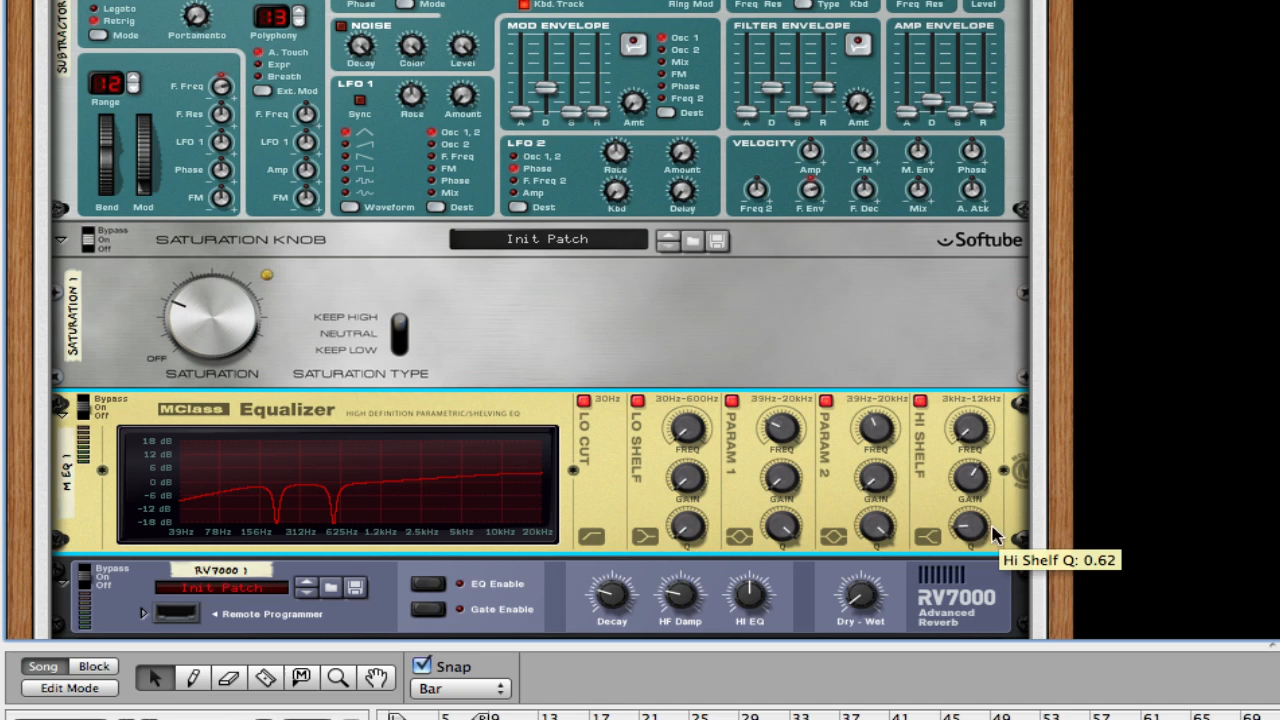 Legato
Retrig
Mode
Portamento
13
Polyphony
Phase
Mode
Kbd. Track
Ring Mod
Freq Res
Type
Kbd
Freq Res
Level
SUBTRACTOR
A. Touch
Expr
Breath
Ext. Mod
12
Range
Bend
Mod
F. Freq
F. Res
LFO 1
Phase
FM
F. Freq
LFO 1
Amp
FM
NOISE
Decay
Color
Level
LFO 1
Sync
Rate
Amount
Osc 1, 2
Osc 2
F. Freq
FM
Phase
Mix
Waveform
Dest
MOD ENVELOPE
Osc 1
Osc 2
Mix
FM
Phase
Freq 2
Dest
A D S R
Amt
FILTER ENVELOPE
A D S R
Amt
AMP ENVELOPE
A D S R
LFO 2
Osc 1, 2
Phase
F. Freq 2
Amp
Dest
Rate
Amount
Kbd
Delay
VELOCITY
Amp
FM
M. Env
Phase
Freq 2
F. Env
F. Dec
Mix
A. Atk
Bypass
On
Off
SATURATION KNOB
Init Patch
Softube
SATURATION 1
OFF
SATURATION
KEEP HIGH
NEUTRAL
KEEP LOW
SATURATION TYPE
Bypass
On
Off
MClass Equalizer
HIGH DEFINITION PARAMETRIC/SHELVING EQ
M EQ 1
18 dB
12 dB
6 dB
0 dB
-6 dB
-12 dB
-18 dB
39Hz 78Hz 156Hz 312Hz 625Hz 1.2kHz 2.5kHz 5kHz 10kHz 20kHz
30Hz
LO CUT
30Hz-600Hz
LO SHELF
FREQ
GAIN
Q
39Hz-20kHz
PARAM 1
FREQ
GAIN
Q
39Hz-20kHz
PARAM 2
FREQ
GAIN
Q
3kHz-12kHz
HI SHELF
FREQ
GAIN
Q
Hi Shelf Q: 0.62
Bypass
On
Off
RV7000 1
Init Patch
Remote Programmer
EQ Enable
Gate Enable
Decay
HF Damp
HI EQ
Dry - Wet
RV7000
Advanced
Reverb
Song
Block
Edit Mode
M
Snap
Bar
L 5 R 9 13 17 21 25 29 33 37 41 45 49 53 57 61 65 69